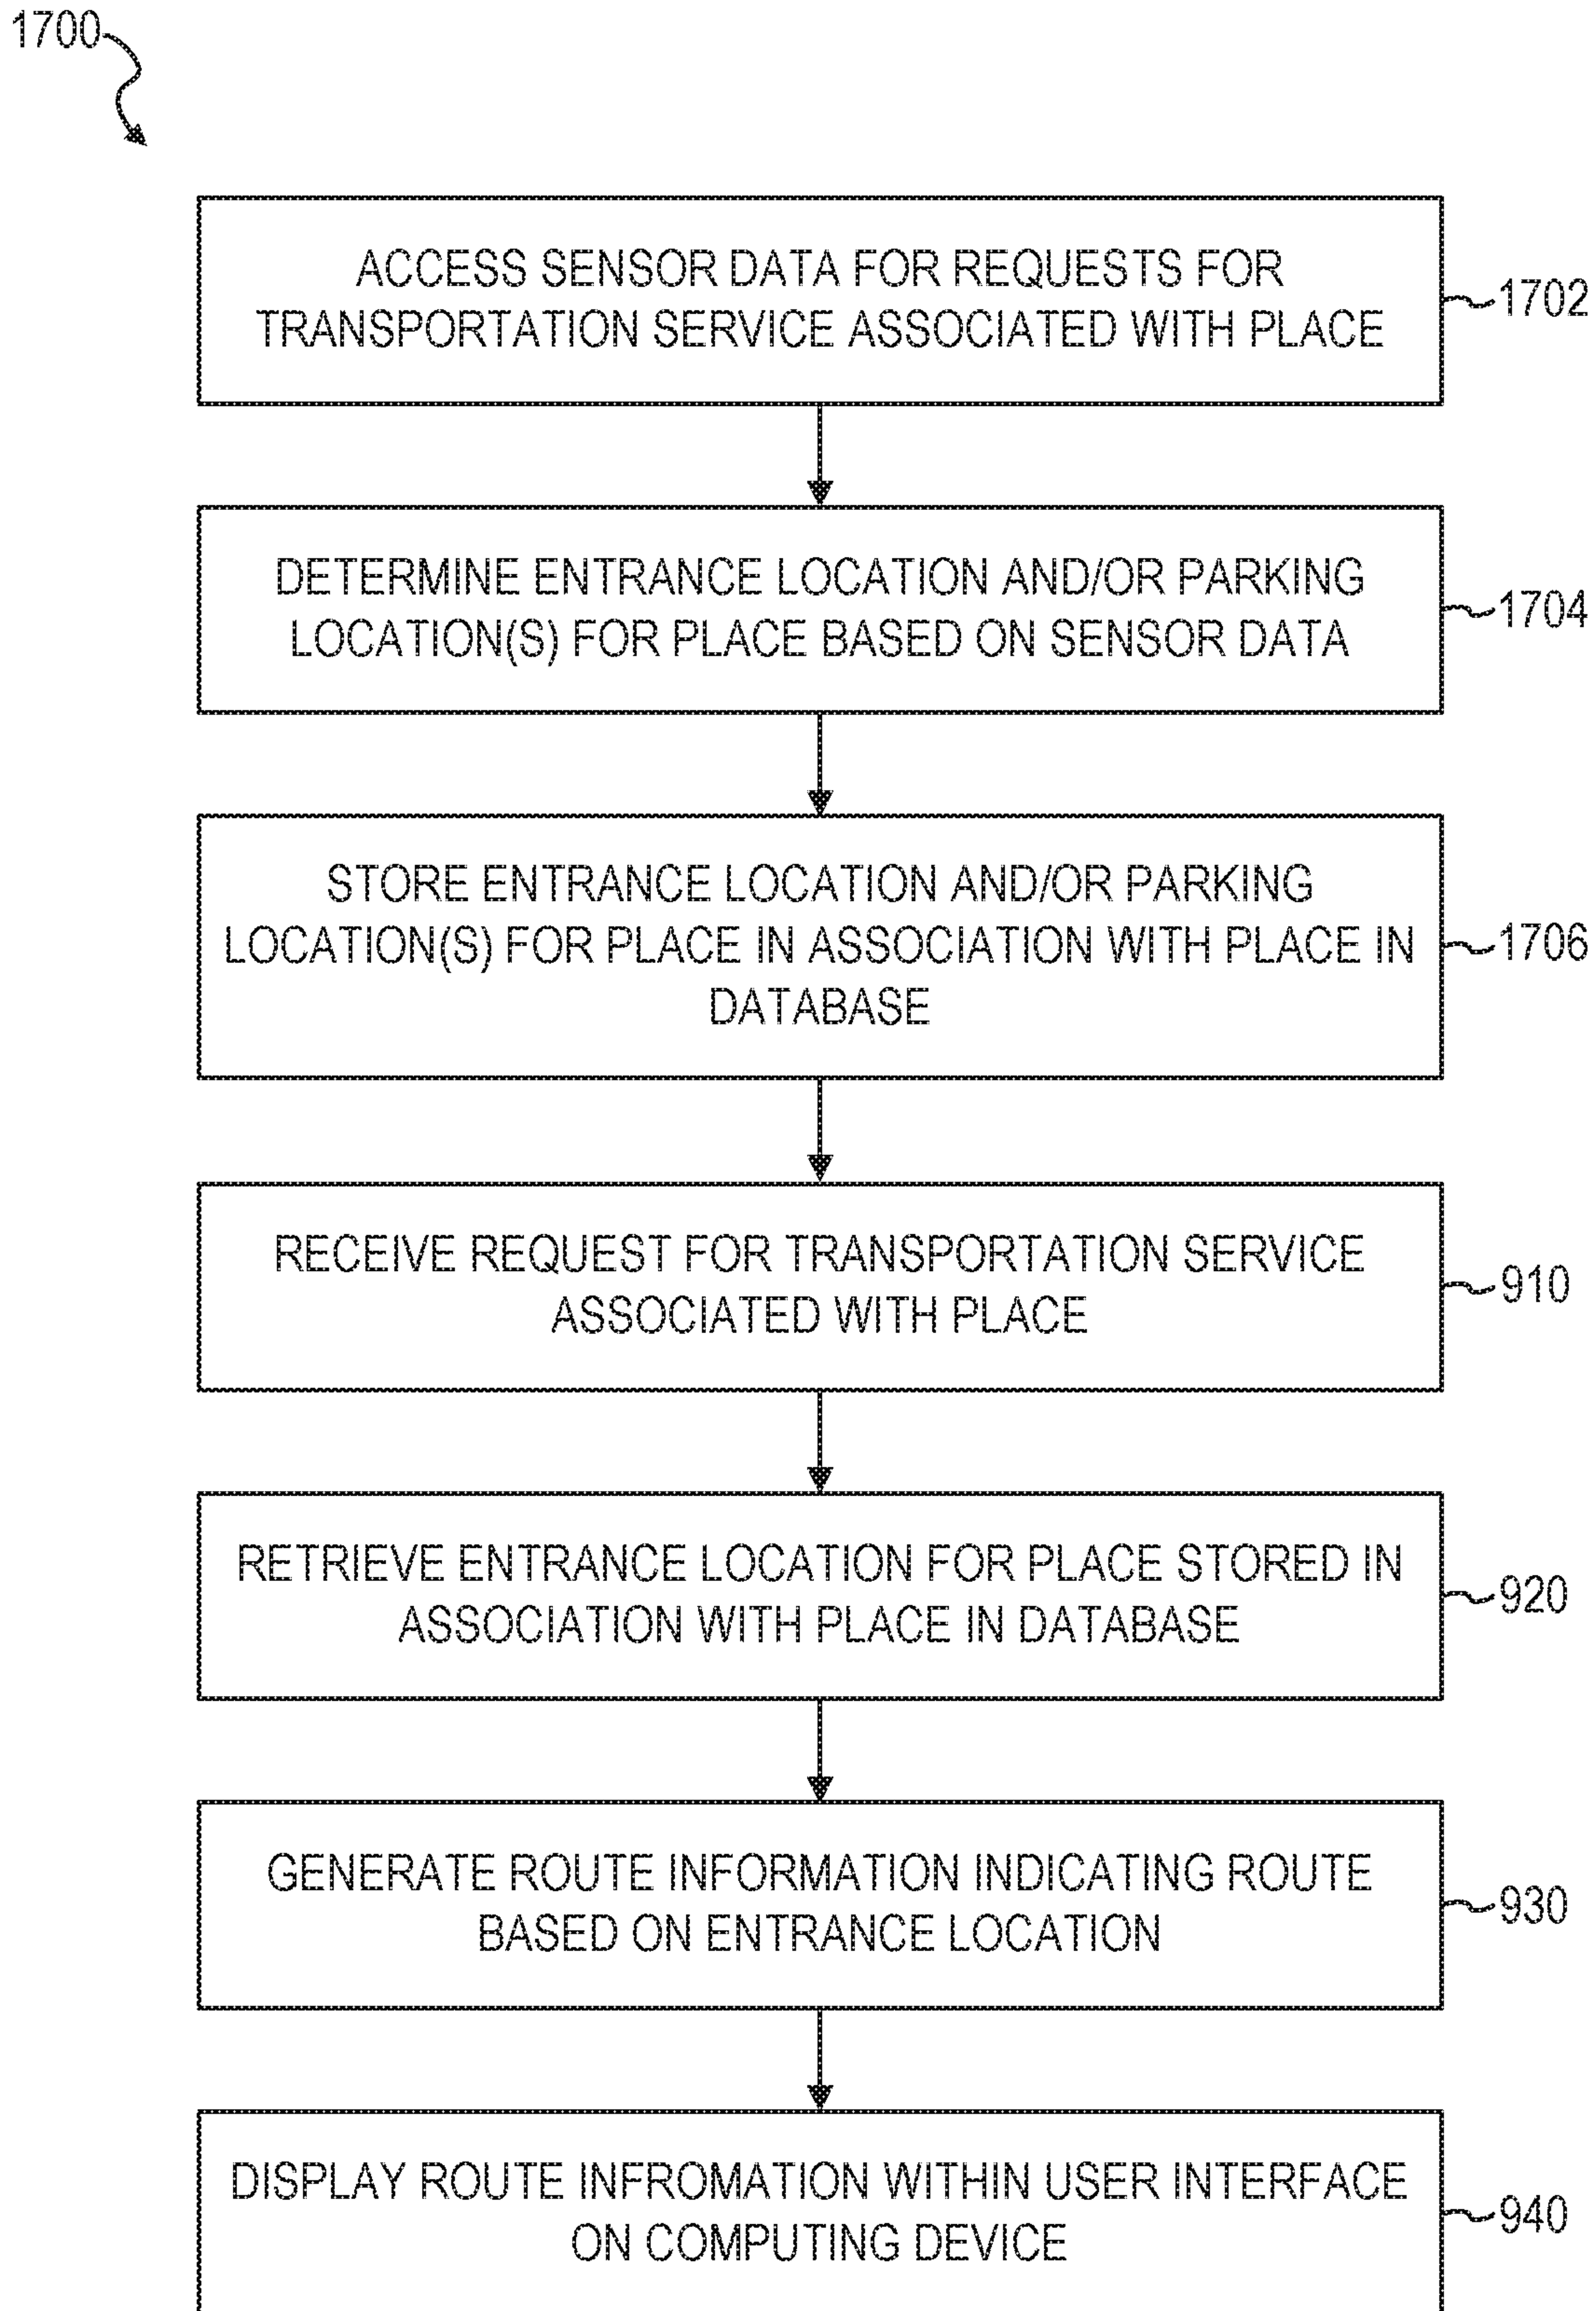 1700
ACCESS SENSOR DATA FOR REQUESTS FOR
TRANSPORTATION SERVICE ASSOCIATED WITH PLACE
1702
DETERMINE ENTRANCE LOCATION AND/OR PARKING
LOCATION(S) FOR PLACE BASED ON SENSOR DATA
1704
STORE ENTRANCE LOCATION AND/OR PARKING
LOCATION(S) FOR PLACE IN ASSOCIATION WITH PLACE IN
DATABASE
1706
RECEIVE REQUEST FOR TRANSPORTATION SERVICE
ASSOCIATED WITH PLACE
910
RETRIEVE ENTRANCE LOCATION FOR PLACE STORED IN
ASSOCIATION WITH PLACE IN DATABASE
920
GENERATE ROUTE INFORMATION INDICATING ROUTE
BASED ON ENTRANCE LOCATION
930
DISPLAY ROUTE INFROMATION WITHIN USER INTERFACE
ON COMPUTING DEVICE
940